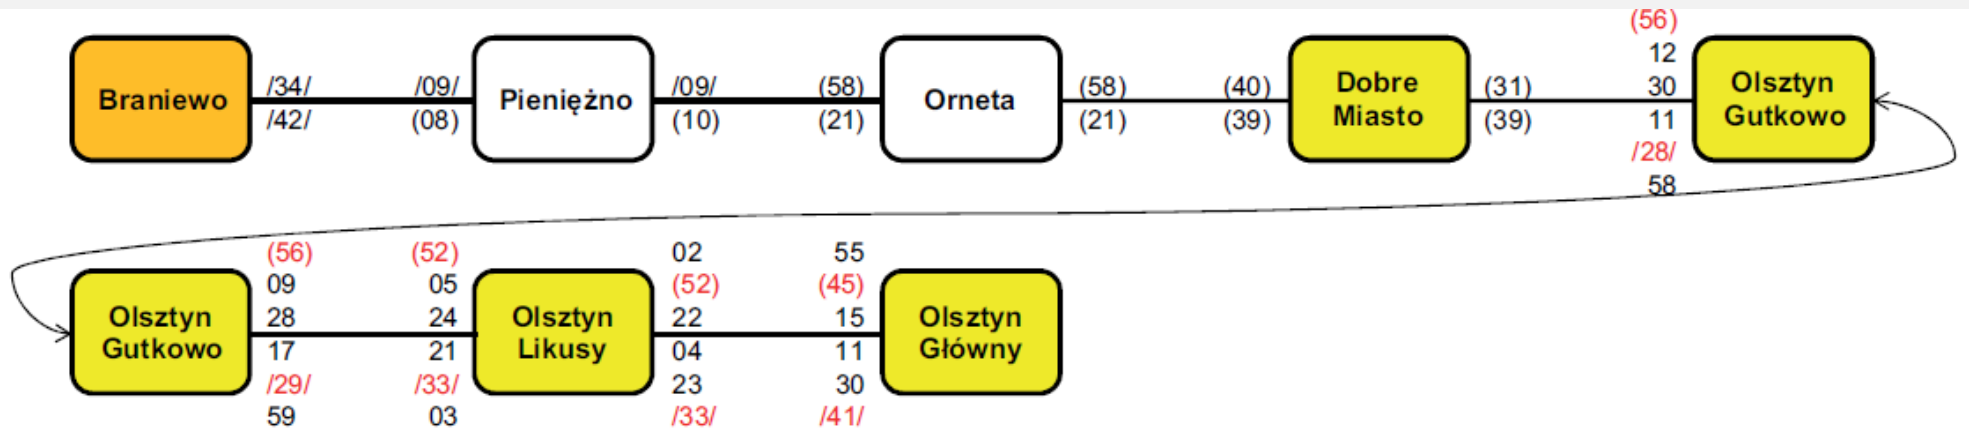 (56)
12
Braniewo /34/ /09/ Pieniężno /09/ (58) Orneta (58) (40) Dobre Miasto (31) 30 Olsztyn Gutkowo
/42/ (08) (10) (21) (21) (39) (39) 11
/28/
58
(56) (52) 02 55
09 05 (52) (45)
Olsztyn 28 24 Olsztyn 22 15 Olsztyn
Gutkowo 17 21 Likusy 04 11 Główny
/29/ /33/ 23 30
59 03 /33/ /41/